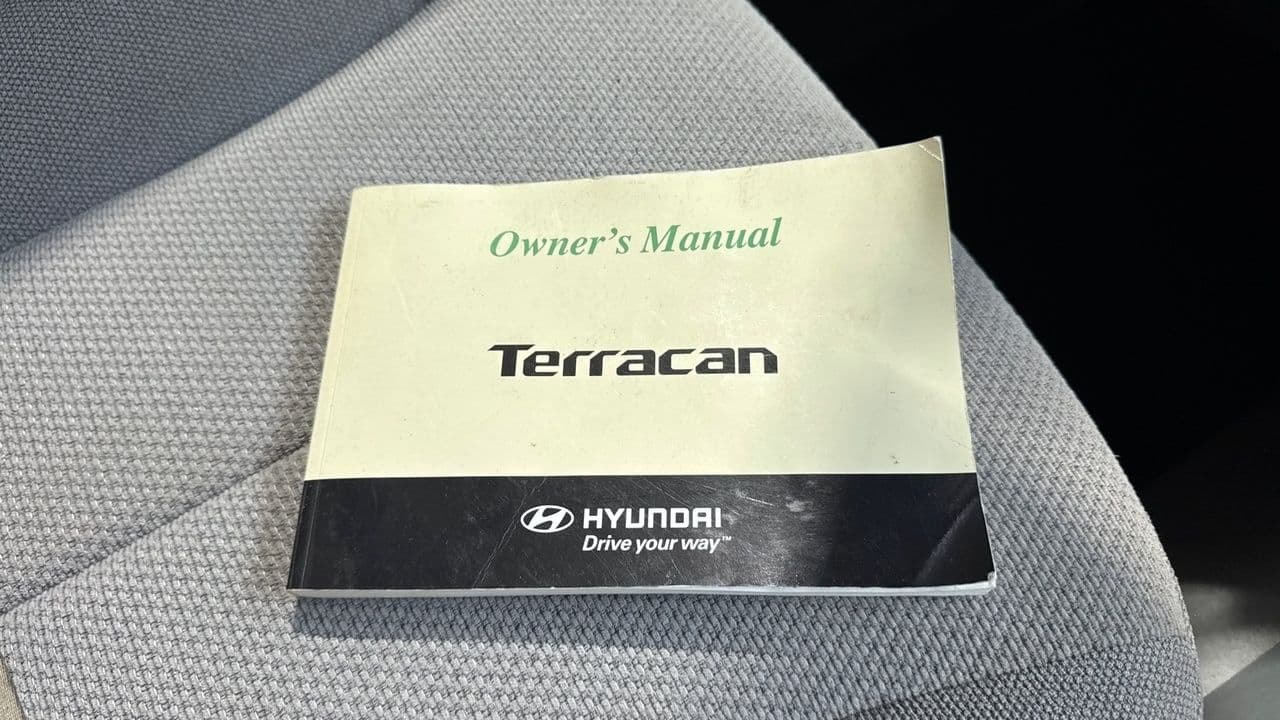 Owner's Manual
Terracan
HYUNDAI
Drive your way™